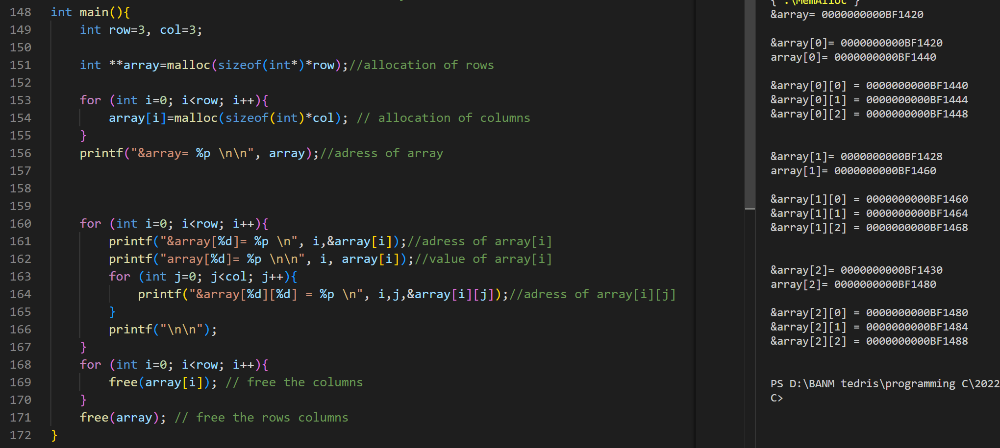 148 int main(){
149     int row=3, col=3;
150
151     int **array=malloc(sizeof(int*)*row);//allocation of rows
152
153     for (int i=0; i<row; i++){
154         array[i]=malloc(sizeof(int)*col); // allocation of columns
155     }
156     printf("&array= %p \n\n", array);//adress of array
157
158
159
160     for (int i=0; i<row; i++){
161         printf("&array[%d]= %p \n", i,&array[i]);//adress of array[i]
162         printf("array[%d]= %p \n\n", i, array[i]);//value of array[i]
163         for (int j=0; j<col; j++){
164             printf("&array[%d][%d] = %p \n", i,j,&array[i][j]);//adress of array[i][j]
165         }
166         printf("\n\n");
167     }
168     for (int i=0; i<row; i++){
169         free(array[i]); // free the columns
170     }
171     free(array); // free the rows columns
172 }
{ .\MemAlloc }
&array= 0000000000BF1420
&array[0]= 0000000000BF1420
array[0]= 0000000000BF1440
&array[0][0] = 0000000000BF1440
&array[0][1] = 0000000000BF1444
&array[0][2] = 0000000000BF1448
&array[1]= 0000000000BF1428
array[1]= 0000000000BF1460
&array[1][0] = 0000000000BF1460
&array[1][1] = 0000000000BF1464
&array[1][2] = 0000000000BF1468
&array[2]= 0000000000BF1430
array[2]= 0000000000BF1480
&array[2][0] = 0000000000BF1480
&array[2][1] = 0000000000BF1484
&array[2][2] = 0000000000BF1488
PS D:\BANM tedris\programming C\2022
C>